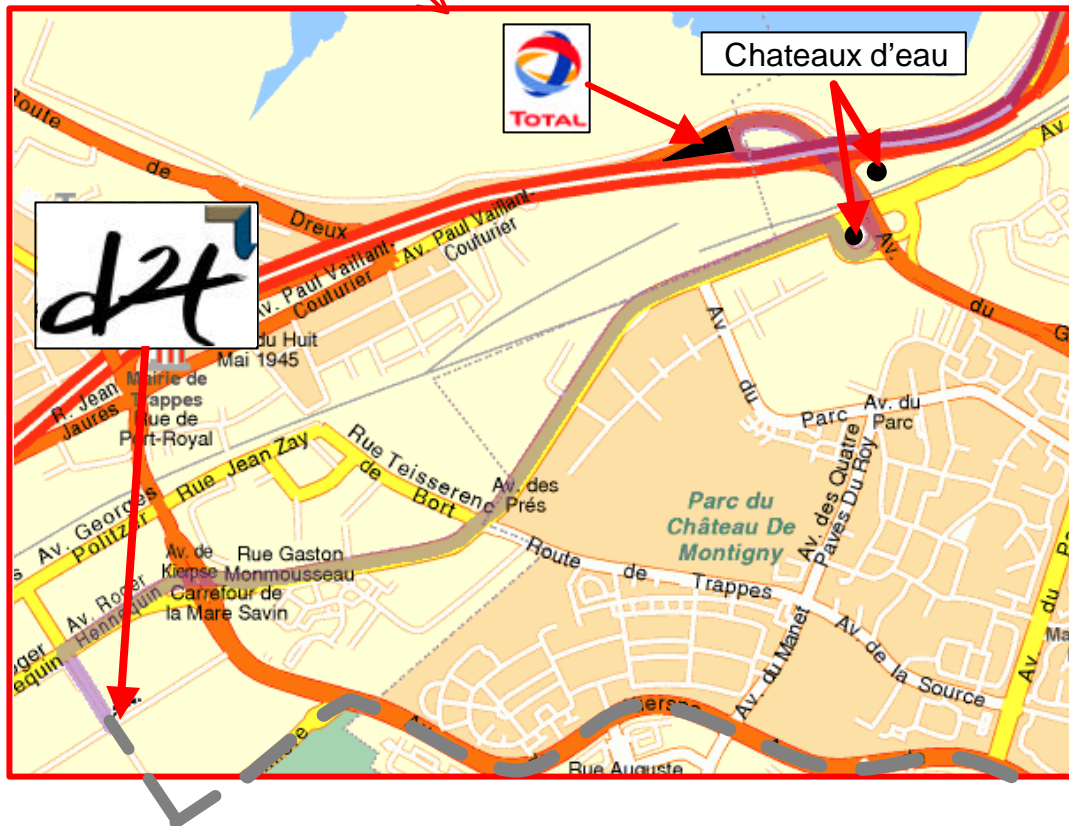 Chateaux d'eau
TOTAL
Route
de
Dreux
Av. Paul Vaillant-
Couturier
Av.
Av. Paul Vaillant-
Couturier
d2t
du Huit
Mai 1945
Mairie de
Trappes
Rue de
Port-Royal
R. Jean
Jaures
Av.
du
G
Av.
du
Parc
Av. du
Parc
Av. des Quatre
Paves Du Roy
Rue Jean Zay
Rue Teisserenc
de
Bort
Av. des
Prés
Parc du
Château De
Montigny
Av. Georges
Politzer
Av. de
Kiepse
Rue Gaston
Monmousseau
Carrefour de
la Mare Savin
Av. Roger
Hennequin
Route
de
Trappes
Av. du Manet
Av. de la Source
Av. du
Rue Auguste